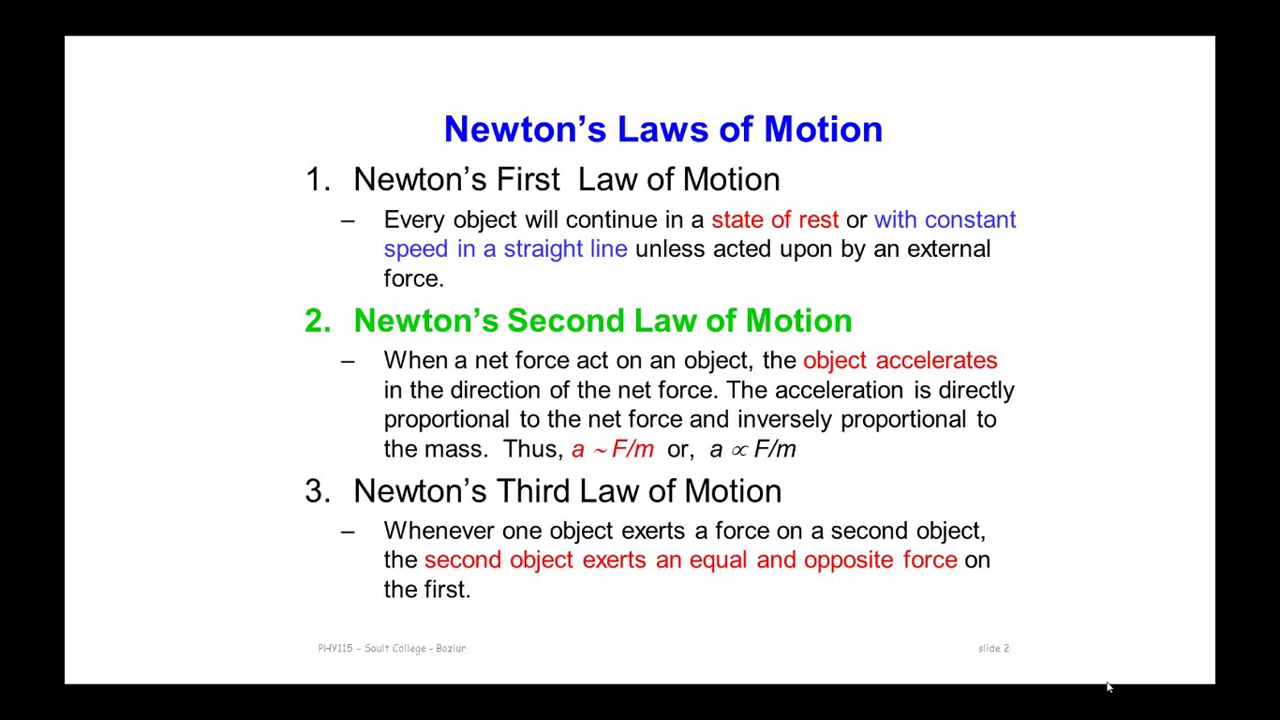 Newton’s Laws of Motion
1. Newton’s First Law of Motion
– Every object will continue in a state of rest or with constant
speed in a straight line unless acted upon by an external
force.
2. Newton’s Second Law of Motion
– When a net force act on an object, the object accelerates
in the direction of the net force. The acceleration is directly
proportional to the net force and inversely proportional to
the mass. Thus, a ~ F/m or, a ∝ F/m
3. Newton’s Third Law of Motion
– Whenever one object exerts a force on a second object,
the second object exerts an equal and opposite force on
the first.
PHY115 – Sault College - Bazlur
slide 2